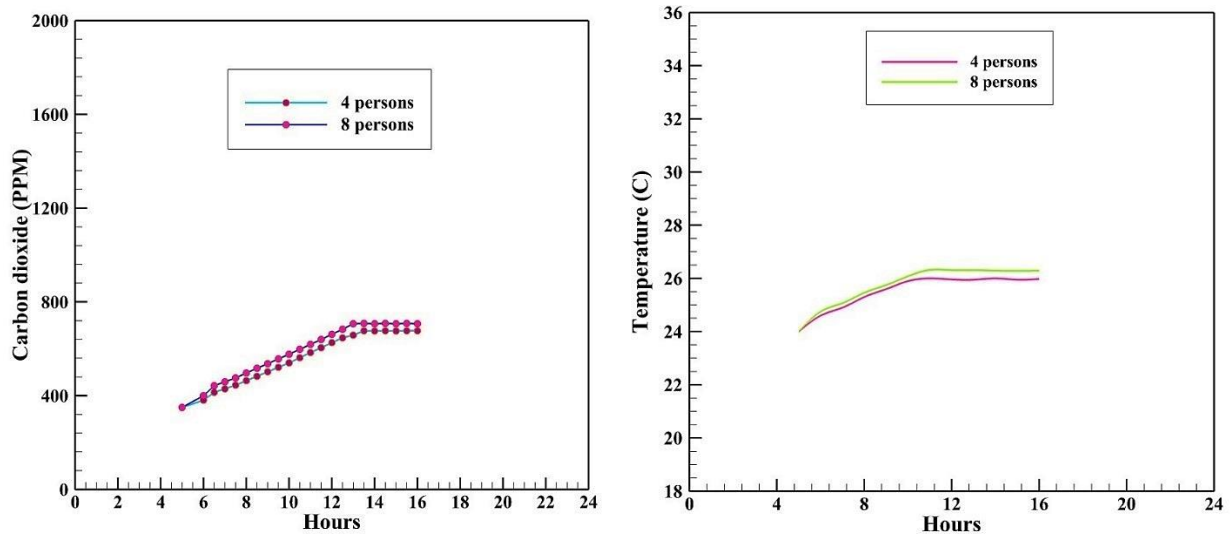 2000
1600
1200
800
400
0
Carbon dioxide (PPM)
4 persons
8 persons
0 2 4 6 8 10 12 14 16 18 20 22 24
Hours
36
34
32
30
28
26
24
22
20
18
Temperature (C)
4 persons
8 persons
0 4 8 12 16 20 24
Hours